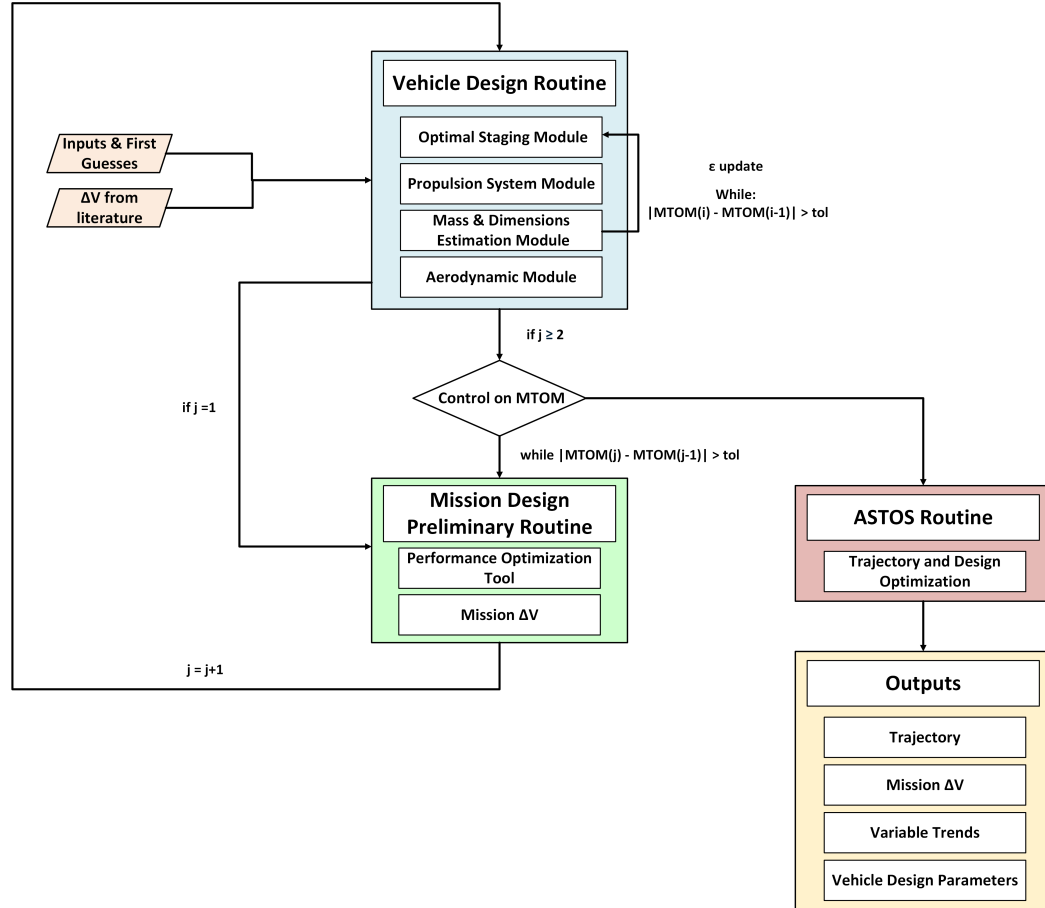 Vehicle Design Routine
Optimal Staging Module
Propulsion System Module
Mass & Dimensions
Estimation Module
Aerodynamic Module
Inputs & First
Guesses
ΔV from
literature
ε update
While:
|MTOM(i) - MTOM(i-1)| > tol
if j ≥ 2
if j =1
Control on MTOM
while |MTOM(j) - MTOM(j-1)| > tol
Mission Design
Preliminary Routine
Performance Optimization
Tool
Mission ΔV
j = j+1
ASTOS Routine
Trajectory and Design
Optimization
Outputs
Trajectory
Mission ΔV
Variable Trends
Vehicle Design Parameters